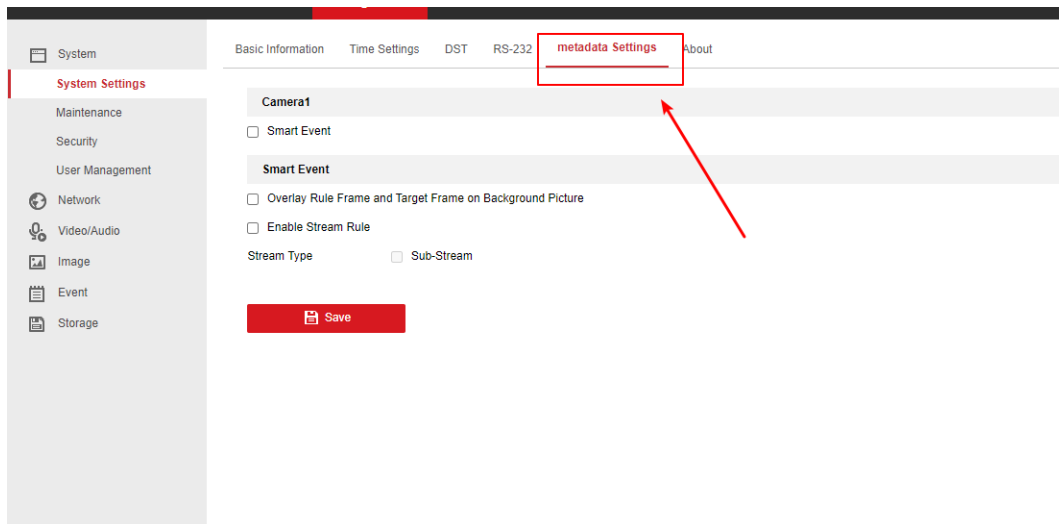 System
System Settings
Maintenance
Security
User Management
Network
Video/Audio
Image
Event
Storage
Basic Information Time Settings DST RS-232 metadata Settings About
Camera1
Smart Event
Smart Event
Overlay Rule Frame and Target Frame on Background Picture
Enable Stream Rule
Stream Type Sub-Stream
Save